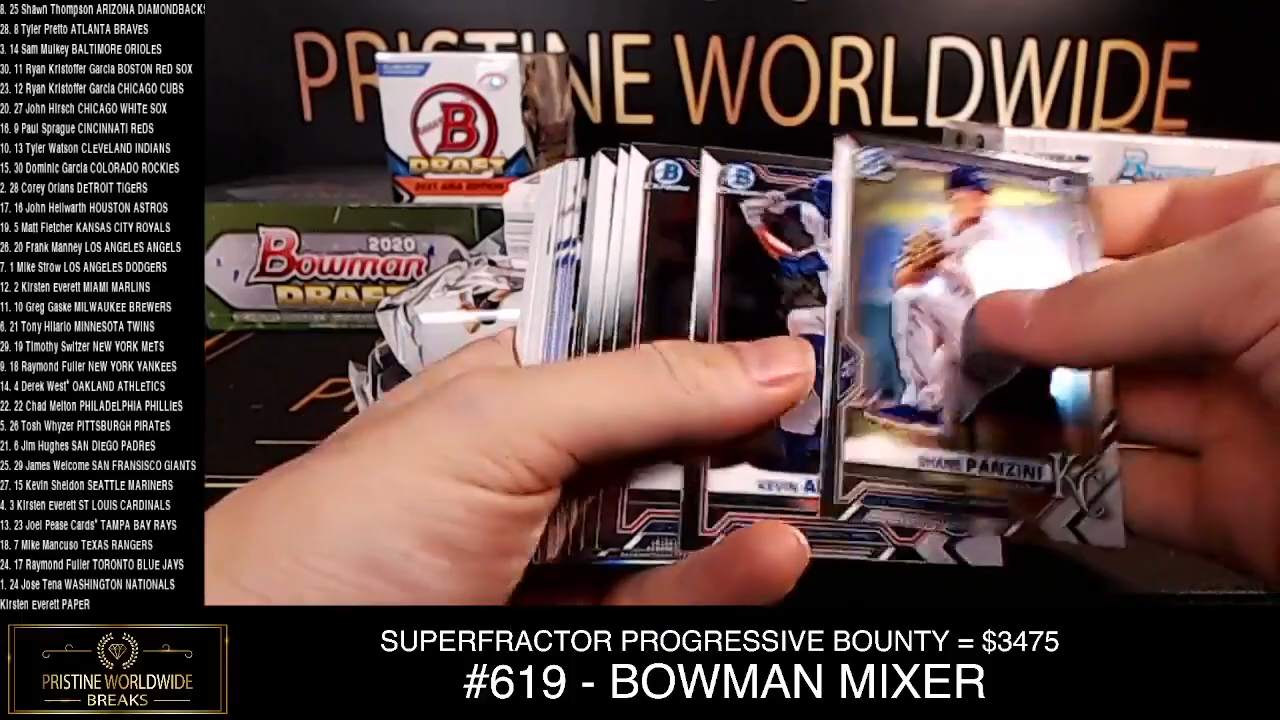 8. 25 Shawn Thompson ARIZONA DIAMONDBACKS
28. 8 Tyler Pretto ATLANTA BRAVES
3. 14 Sam Mulkey BALTIMORE ORIOLES
30. 11 Ryan Kristoffer Garcia BOSTON RED SOX
23. 12 Ryan Kristoffer Garcia CHICAGO CUBS
20. 27 John Hirsch CHICAGO WHITE SOX
16. 9 Paul Sprague CINCINNATI REDS
10. 13 Tyler Watson CLEVELAND INDIANS
15. 30 Dominic Garcia COLORADO ROCKIES
2. 28 Corey Orians DETROIT TIGERS
17. 16 John Hellwarth HOUSTON ASTROS
19. 5 Matt Fletcher KANSAS CITY ROYALS
26. 20 Frank Manney LOS ANGELES ANGELS
7. 1 Mike Strow LOS ANGELES DODGERS
12. 2 Kirsten Everett MIAMI MARLINS
11. 10 Greg Gaske MILWAUKEE BREWERS
6. 21 Tony Hilario MINNESOTA TWINS
29. 19 Timothy Switzer NEW YORK METS
9. 18 Raymond Fuller NEW YORK YANKEES
14. 4 Derek West* OAKLAND ATHLETICS
22. 22 Chad Melton PHILADELPHIA PHILLIES
5. 26 Tosh Whyzer PITTSBURGH PIRATES
21. 6 Jim Hughes SAN DIEGO PADRES
25. 29 James Welcome SAN FRANSISCO GIANTS
27. 15 Kevin Sheldon SEATTLE MARINERS
4. 3 Kirsten Everett ST LOUIS CARDINALS
13. 23 Joel Pease Cards* TAMPA BAY RAYS
18. 7 Mike Mancuso TEXAS RANGERS
24. 17 Raymond Fuller TORONTO BLUE JAYS
1. 24 Jose Tena WASHINGTON NATIONALS
Kirsten Everett PAPER
PRISTINE WORLDWIDE
BREAKS
PRISTINE WORLDWIDE
B
DRAFT
2021 ASIA EDITION
2020
Bowman
DRAFT
B
B
KEVIN A
SHANE PANZINI
KC
SUPERFRACTOR PROGRESSIVE BOUNTY = $3475
#619 - BOWMAN MIXER